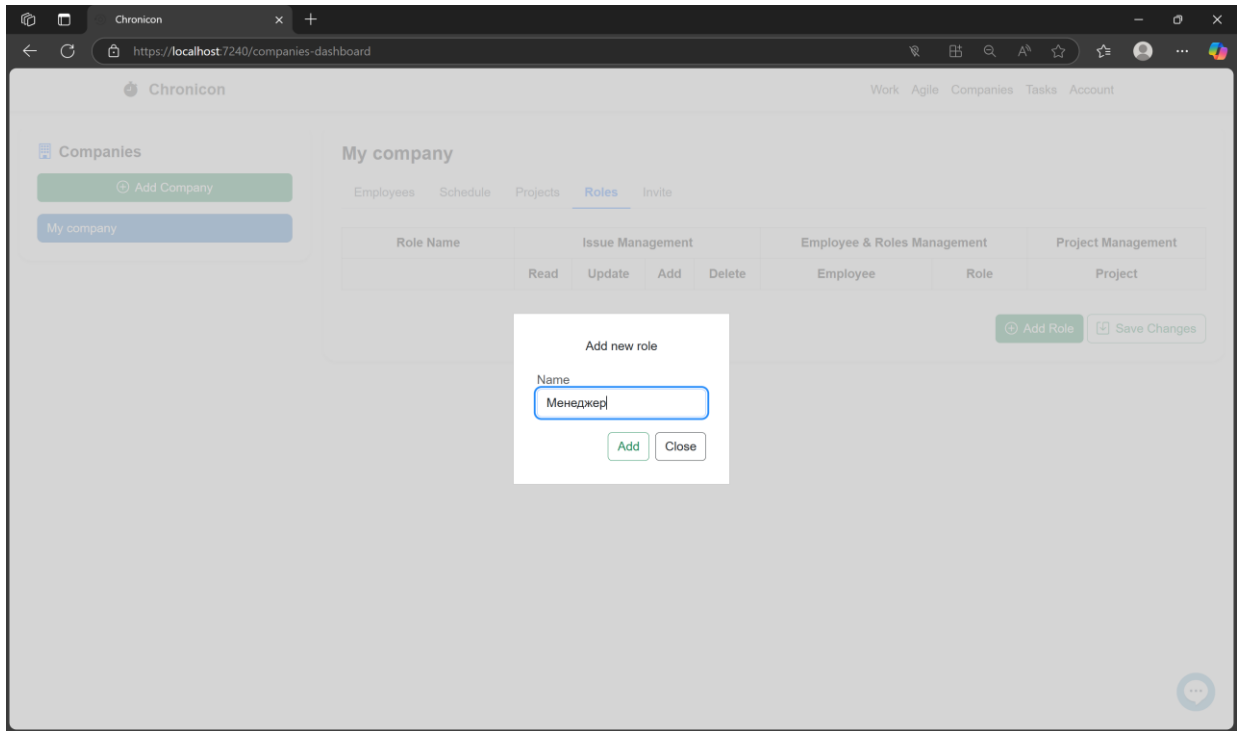 Chronicon
https://localhost:7240/companies-dashboard
Chronicon
Work Agile Companies Tasks Account
Companies
Add Company
My company
My company
Employees Schedule Projects Roles Invite
Role Name Issue Management Employee & Roles Management Project Management
Read Update Add Delete Employee Role Project
Add Role Save Changes
Add new role
Name
Менеджер
Add Close